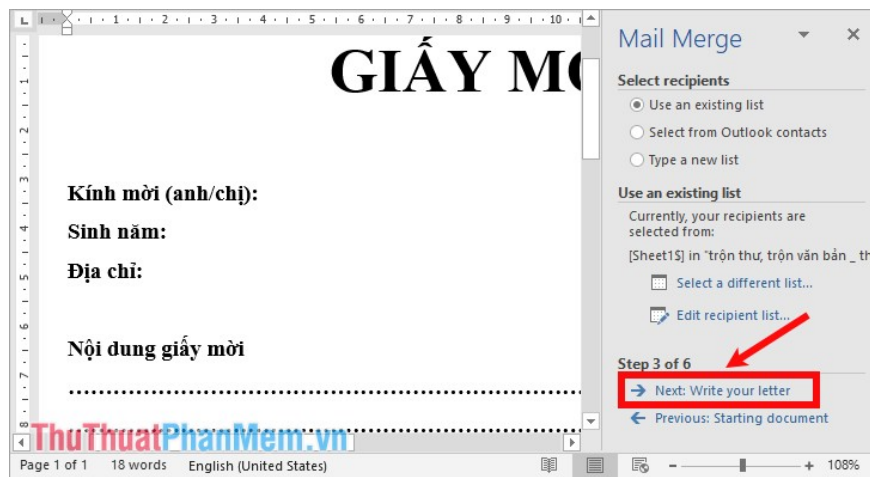 GIẤY M
Kính mời (anh/chị):
Sinh năm:
Địa chỉ:
Nội dung giấy mời
Mail Merge
Select recipients
Use an existing list
Select from Outlook contacts
Type a new list
Use an existing list
Currently, your recipients are
selected from:
[Sheet1$] in "trộn thư, trộn văn bản _ th
Select a different list...
Edit recipient list...
Step 3 of 6
Next: Write your letter
Previous: Starting document
ThuThuatPhanMem.vn
Page 1 of 1 18 words English (United States) 108%